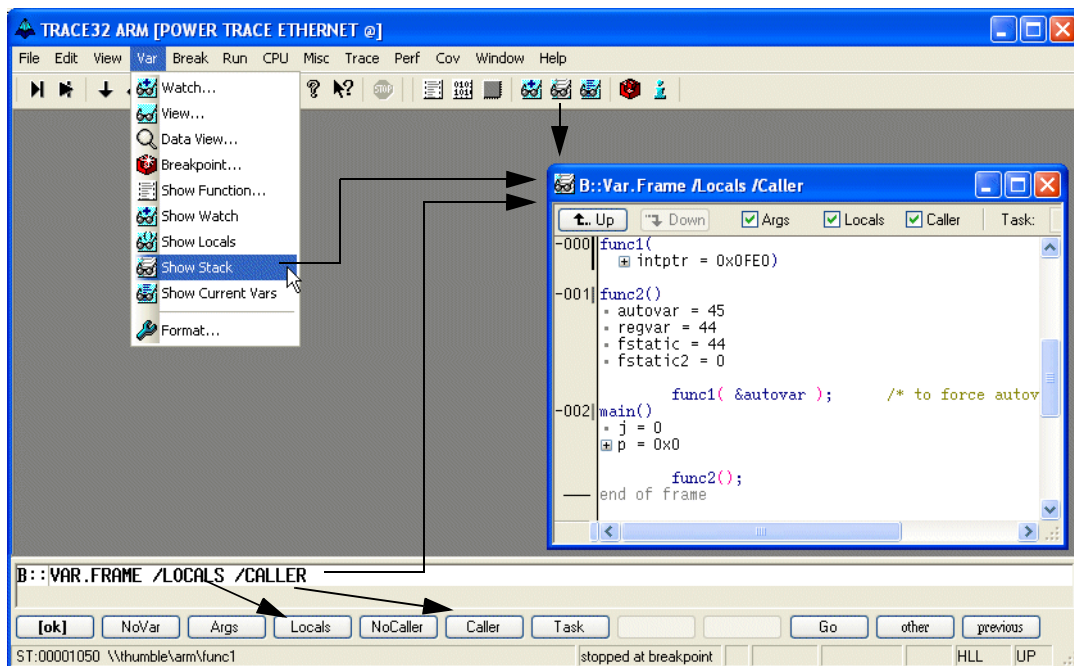 TRACE32 ARM [POWER TRACE ETHERNET @]
File Edit View Var Break Run CPU Misc Trace Perf Cov Window Help
STOP
Watch...
View...
Data View...
Breakpoint...
Show Function...
Show Watch
Show Locals
Show Stack
Show Current Vars
Format...
B::Var.Frame /Locals /Caller
Up Down Args Locals Caller Task:
-000 func1(
intptr = 0x0FE0)
-001 func2()
autovar = 45
regvar = 44
fstatic = 44
fstatic2 = 0
func1( &autovar ); /* to force autov
-002 main()
j = 0
p = 0x0
func2();
end of frame
B::VAR.FRAME /LOCALS /CALLER
[ok] NoVar Args Locals NoCaller Caller Task Go other previous
ST:00001050 \\thumble\arm\func1 stopped at breakpoint HLL UP